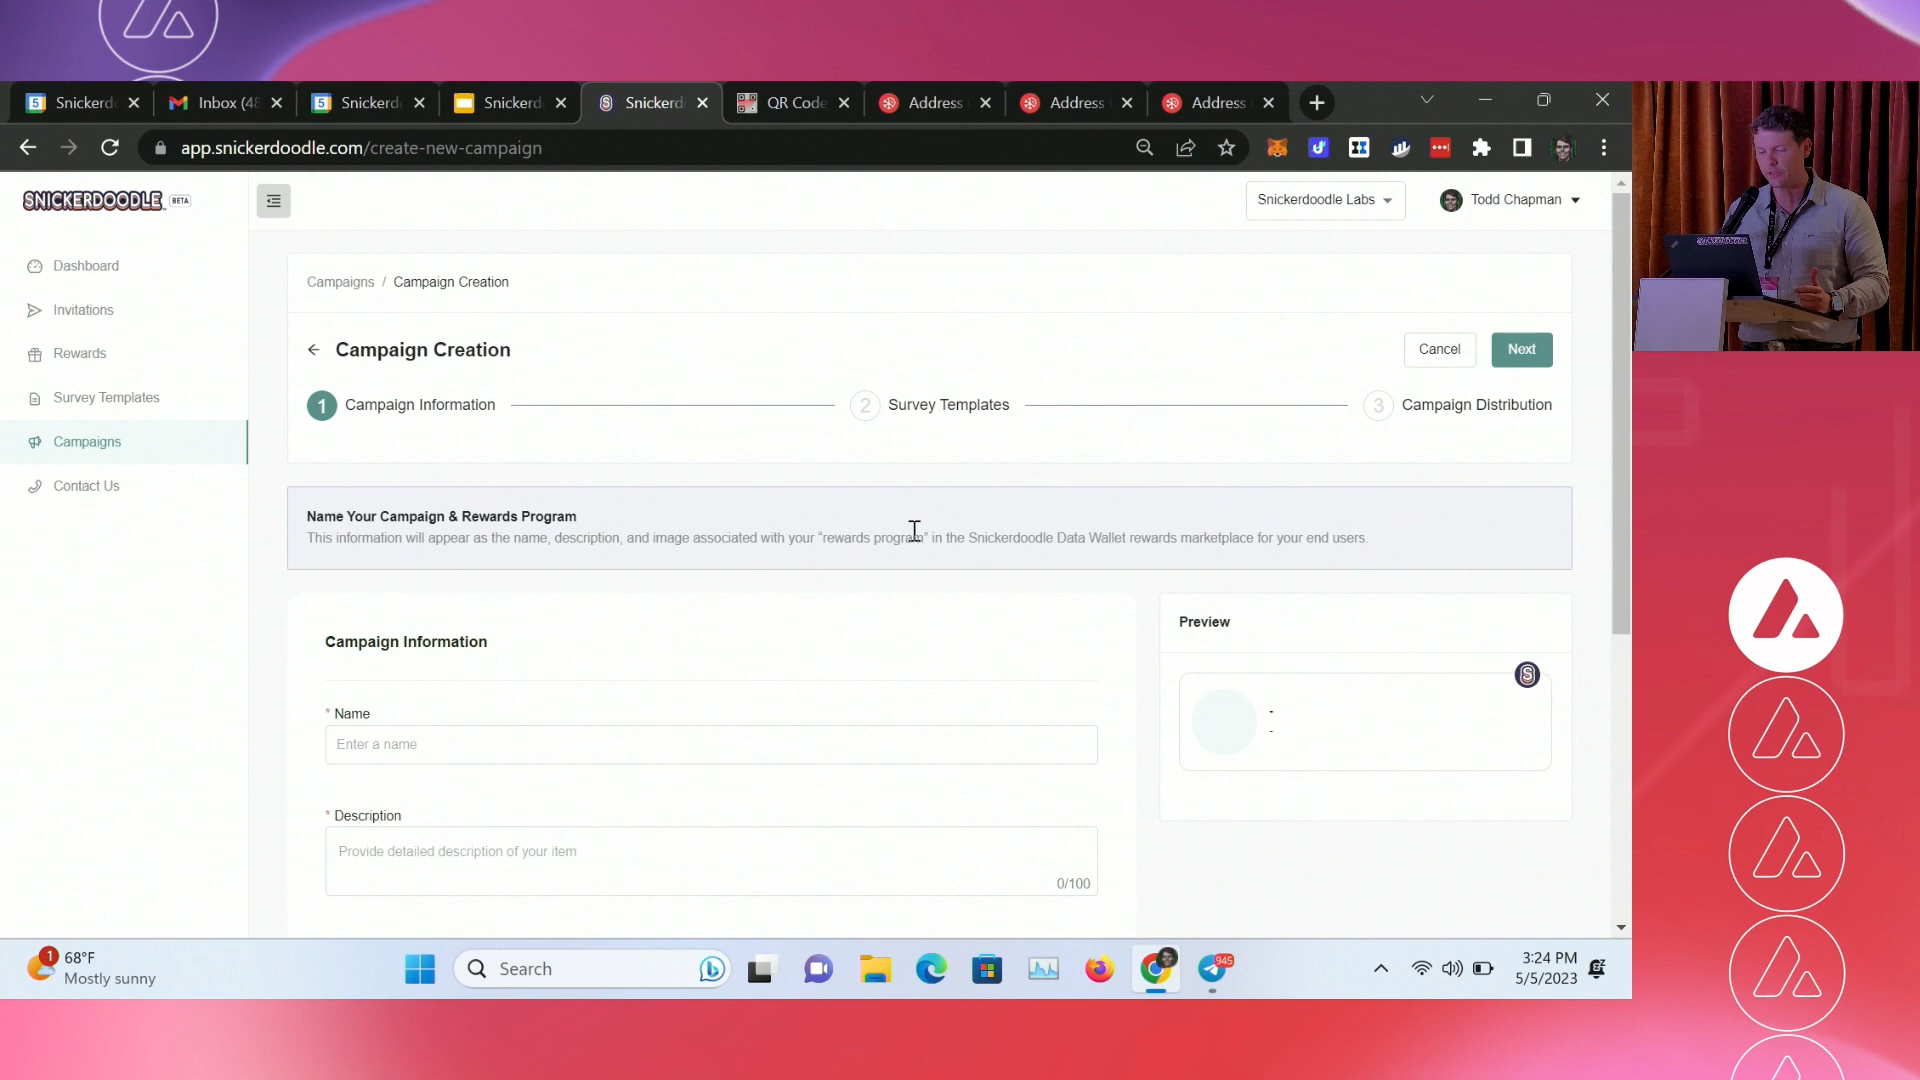 Snickerd
Inbox (48
Snickerd
Snickerd
Snickerd
QR Code
Address
Address
Address
app.snickerdoodle.com/create-new-campaign
SNICKERDOODLE BETA
Snickerdoodle Labs
Todd Chapman
Dashboard
Invitations
Rewards
Survey Templates
Campaigns
Contact Us
Campaigns / Campaign Creation
Campaign Creation
Cancel
Next
1 Campaign Information
2 Survey Templates
3 Campaign Distribution
Name Your Campaign & Rewards Program
This information will appear as the name, description, and image associated with your “rewards program” in the Snickerdoodle Data Wallet rewards marketplace for your end users.
Campaign Information
* Name
Enter a name
* Description
Provide detailed description of your item
0/100
Preview
-
-
1
68°F
Mostly sunny
Search
945
3:24 PM
5/5/2023